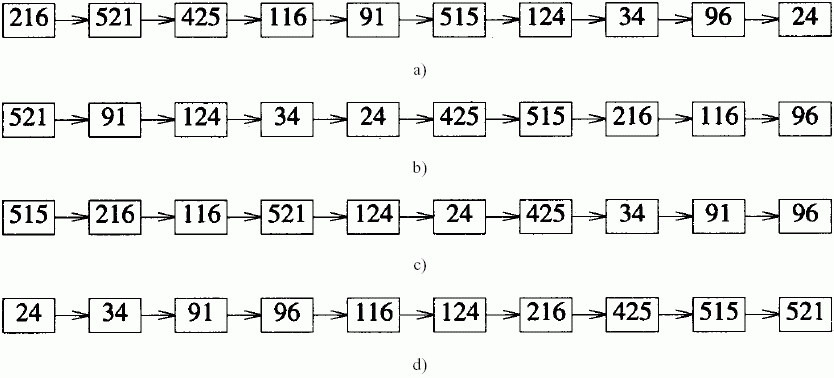 216 521 425 116 91 515 124 34 96 24
a)
521 91 124 34 24 425 515 216 116 96
b)
515 216 116 521 124 24 425 34 91 96
c)
24 34 91 96 116 124 216 425 515 521
d)